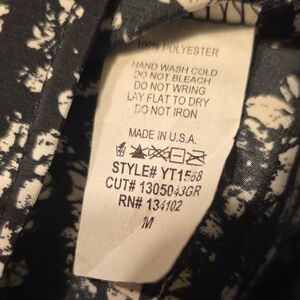 100% POLYESTER
HAND WASH COLD
DO NOT BLEACH
DO NOT WRING
LAY FLAT TO DRY
DO NOT IRON
MADE IN U.S.A.
STYLE# YT1568
CUT# 1305043GR
RN# 134102
M